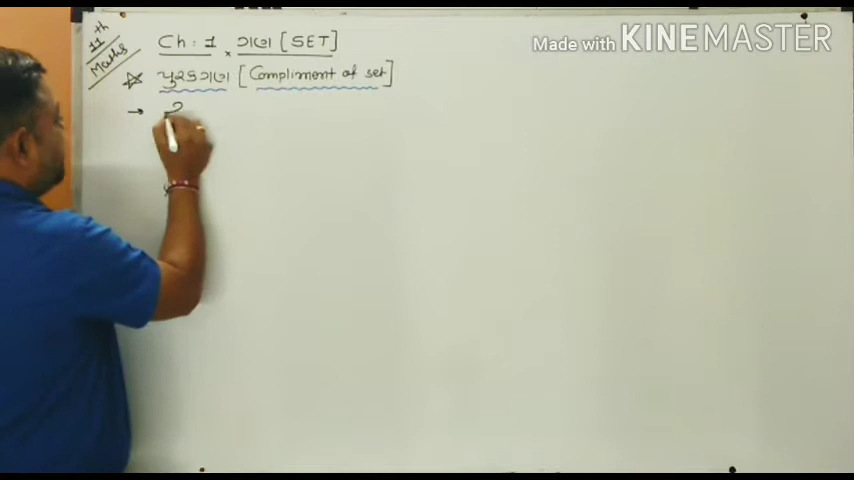 11th
Maths
Ch : 1 × ગણ [SET]
Made with KINEMASTER
☆ પુરકગણ [Compliment of set]
→ ર